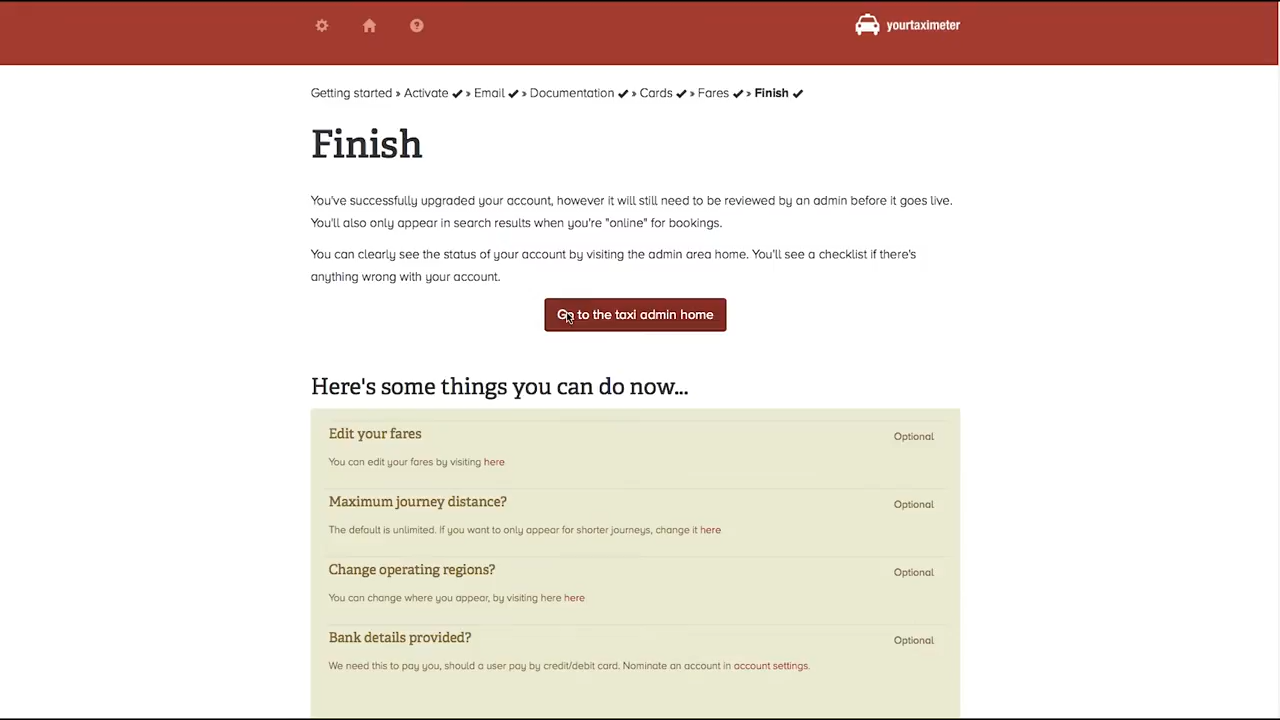 yourtaximeter
Getting started » Activate ✔ » Email ✔ » Documentation ✔ » Cards ✔ » Fares ✔ » Finish ✔
Finish
You've successfully upgraded your account, however it will still need to be reviewed by an admin before it goes live.
You'll also only appear in search results when you're "online" for bookings.
You can clearly see the status of your account by visiting the admin area home. You'll see a checklist if there's
anything wrong with your account.
Go to the taxi admin home
Here's some things you can do now...
Edit your fares
Optional
You can edit your fares by visiting here
Maximum journey distance?
Optional
The default is unlimited. If you want to only appear for shorter journeys, change it here
Change operating regions?
Optional
You can change where you appear, by visiting here here
Bank details provided?
Optional
We need this to pay you, should a user pay by credit/debit card. Nominate an account in account settings.